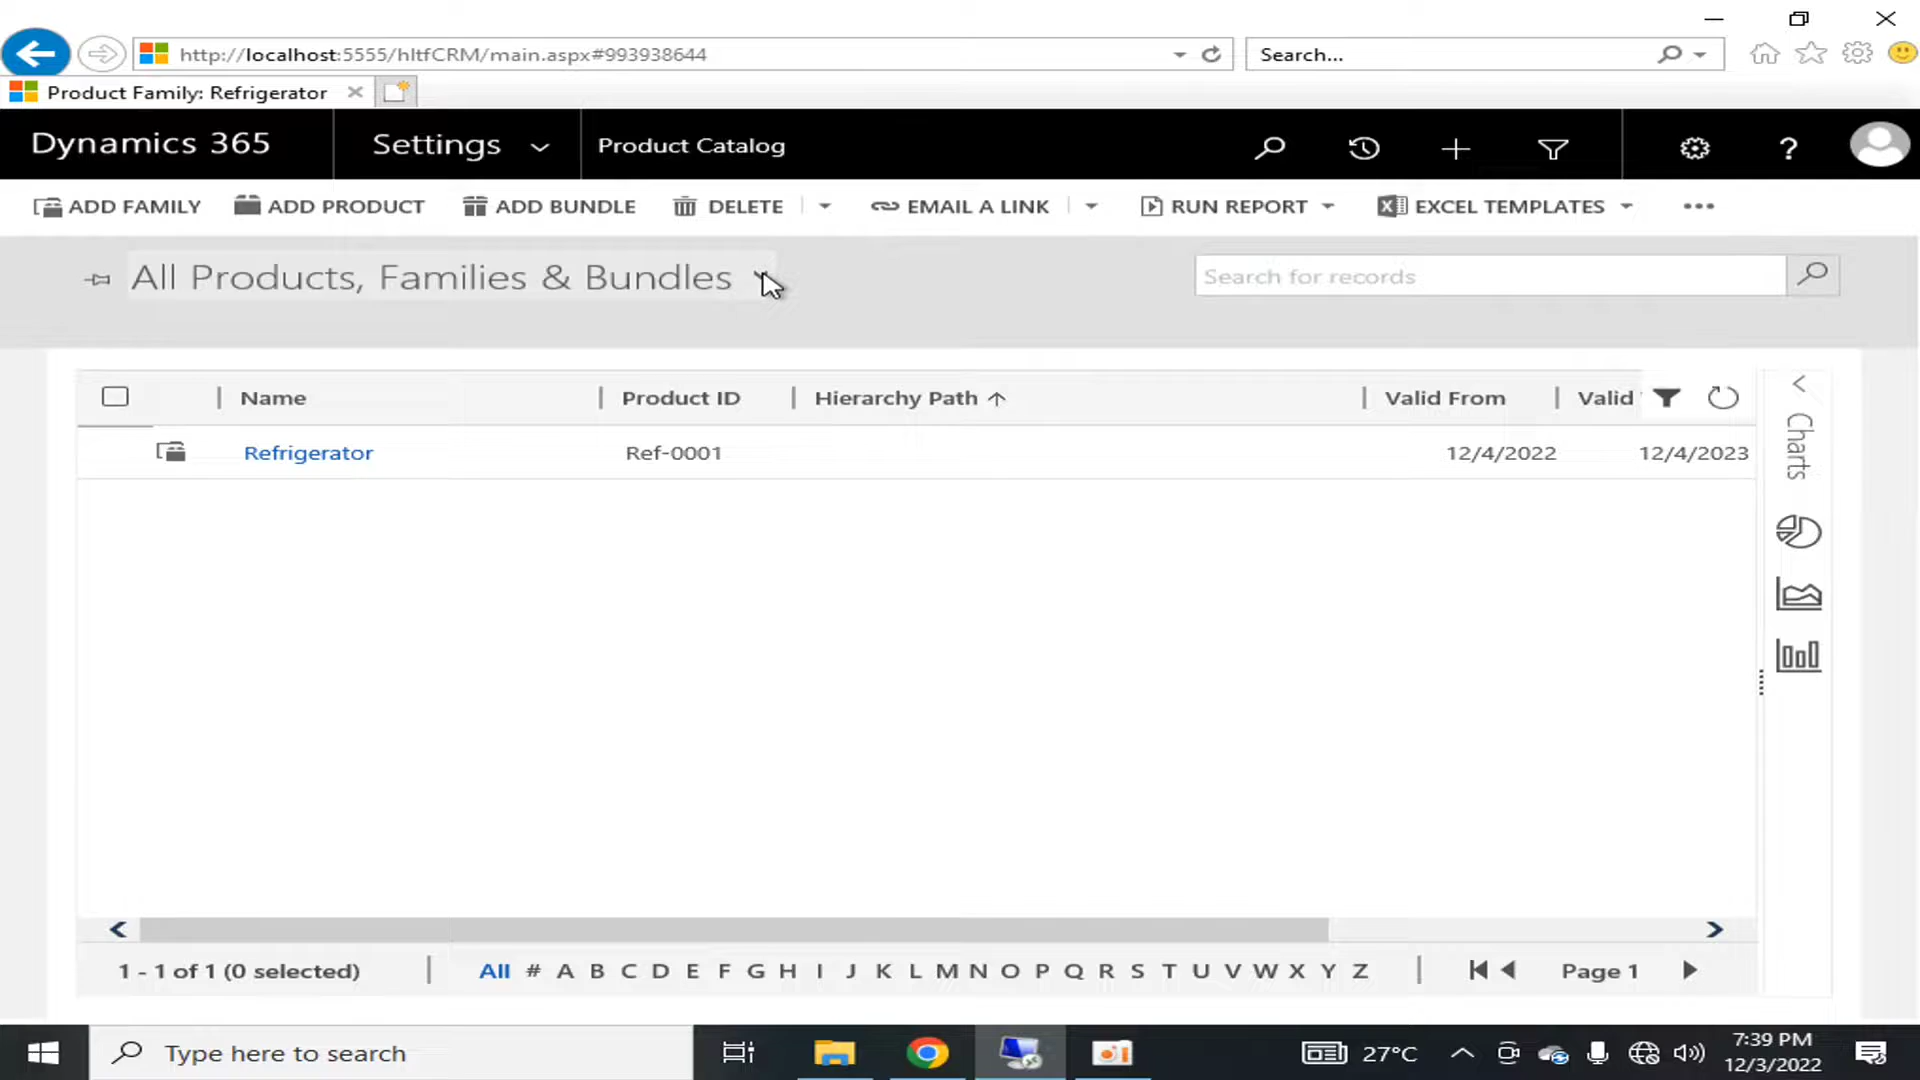 http://localhost:5555/hltfCRM/main.aspx#993938644
Search...
Product Family: Refrigerator
Dynamics 365
Settings
Product Catalog
ADD FAMILY
ADD PRODUCT
ADD BUNDLE
DELETE
EMAIL A LINK
RUN REPORT
EXCEL TEMPLATES
All Products, Families & Bundles
Search for records
Name
Product ID
Hierarchy Path
Valid From
Valid
Charts
Refrigerator
Ref-0001
12/4/2022
12/4/2023
1 - 1 of 1 (0 selected)
All # A B C D E F G H I J K L M N O P Q R S T U V W X Y Z
Page 1
Type here to search
27°C
7:39 PM
12/3/2022